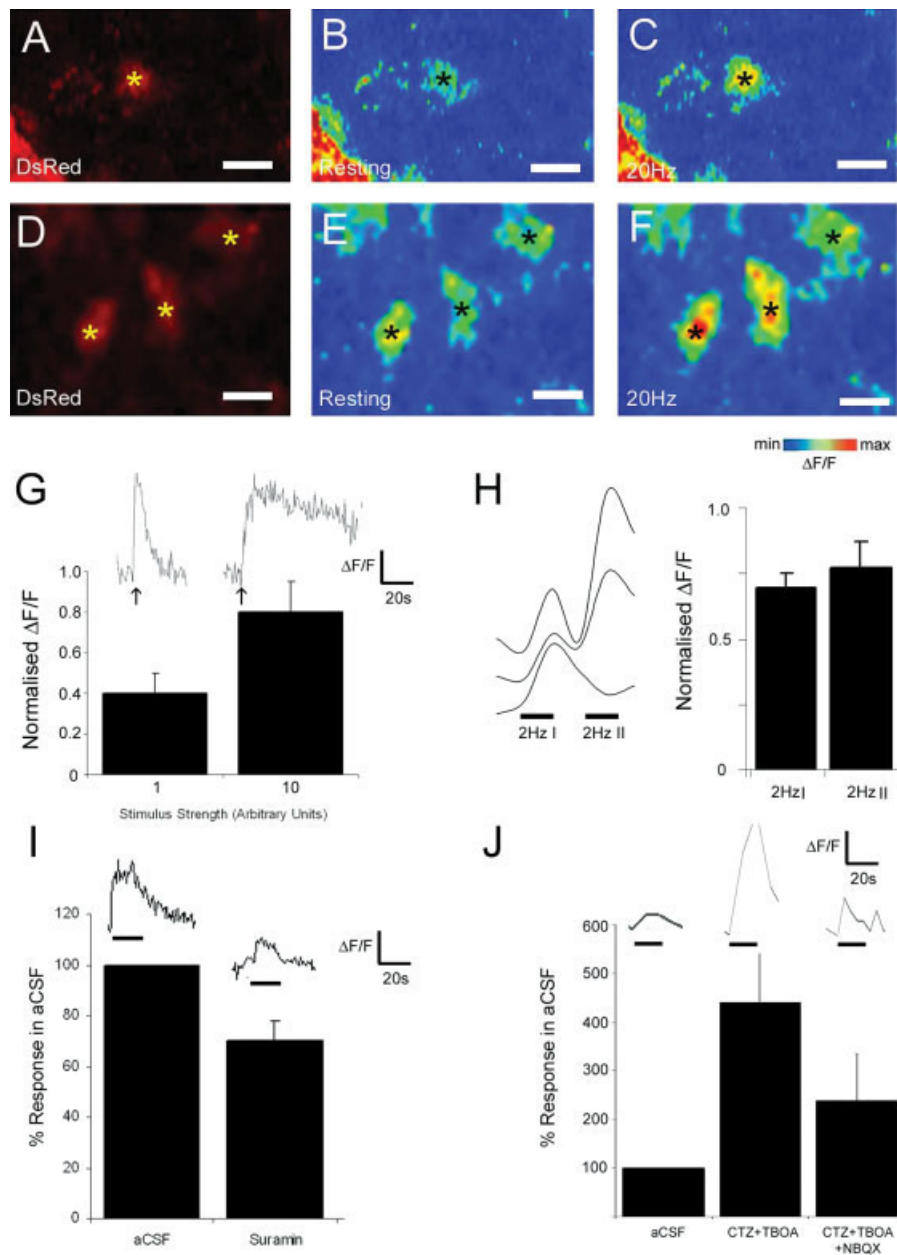 A
DsRed
B
Resting
C
20Hz
D
DsRed
E
Resting
F
20Hz
min max
ΔF/F
G
ΔF/F
20s
Normalised ΔF/F
1.0
0.8
0.6
0.4
0.2
0
1 10
Stimulus Strength (Arbitrary Units)
H
2Hz I 2Hz II
Normalised ΔF/F
1.0
0.5
0
2Hz I 2Hz II
I
ΔF/F
20s
% Response in aCSF
120
100
80
60
40
20
0
aCSF Suramin
J
ΔF/F
20s
% Response in aCSF
600
500
450
300
200
100
aCSF CTZ+TBOA CTZ+TBOA
+NBQX